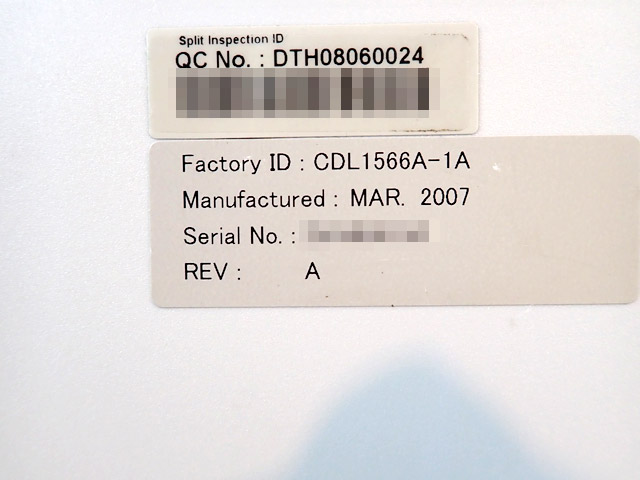 Split Inspection ID
QC No. : DTH08060024
Factory ID : CDL1566A-1A
Manufactured : MAR. 2007
Serial No. :
REV : A